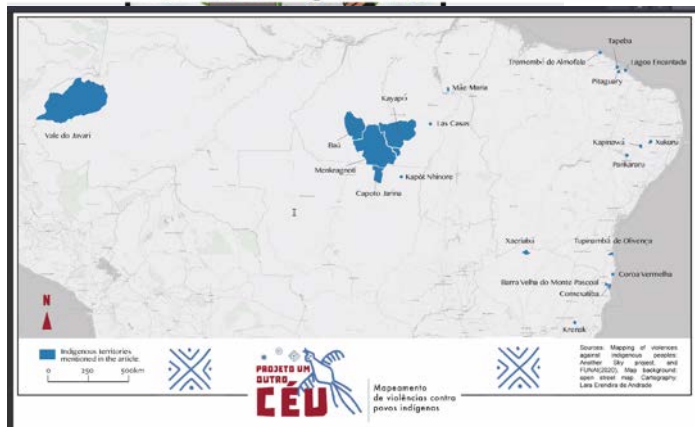 Tapeba
Tremembó de Almofala
Lagoa Encantada
Pitaguary
Mãe Maria
Kayapó
Las Casas
Vale do Javari
Baú
Menkragnoti
Kapôt Nhinore
Capoto Jarina
Kapinawá
Xukuru
Pankararu
Xacriabá
Tupinambá de Olivença
Coroa Vermelha
Barra Velha do Monte Pascoal
Comexatiba
Krenak
N
Indigenous territories
mentioned in the article.
0 250 500km
PROJETO UM
OUTRO
CÉU
Mapeamento
de violências contra
povos indígenas
Sources: Mapping of violences
against indigenous peoples:
Another Sky project and
FUNAI(2020), Map background:
open street map. Cartography:
Lara Erendira de Andrade